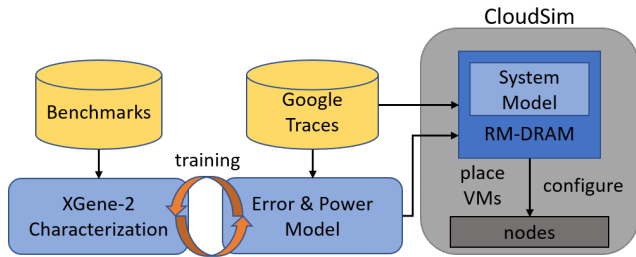 CloudSim
Benchmarks
Google
Traces
System
Model
RM-DRAM
training
XGene-2
Characterization
Error & Power
Model
place
VMs
configure
nodes